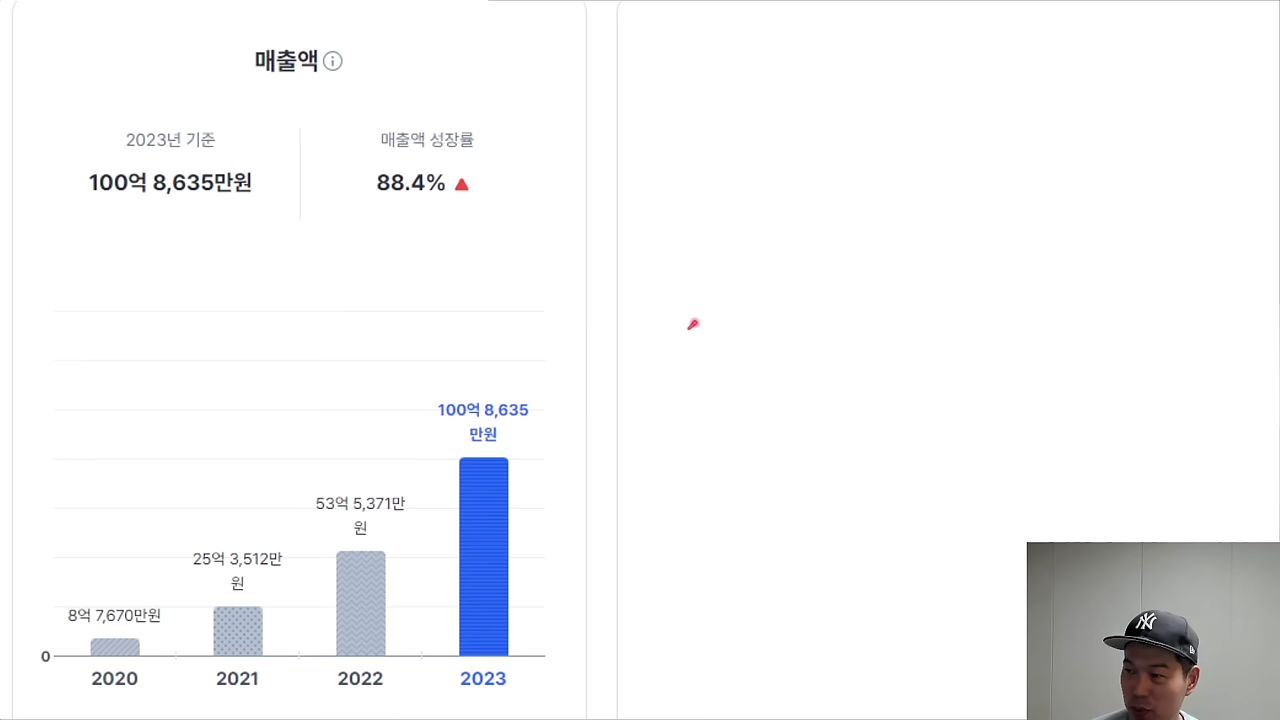 매출액
2023년 기준
100억 8,635만원
매출액 성장률
88.4%
100억 8,635
만원
53억 5,371만
원
25억 3,512만
원
8억 7,670만원
0
2020
2021
2022
2023
NY